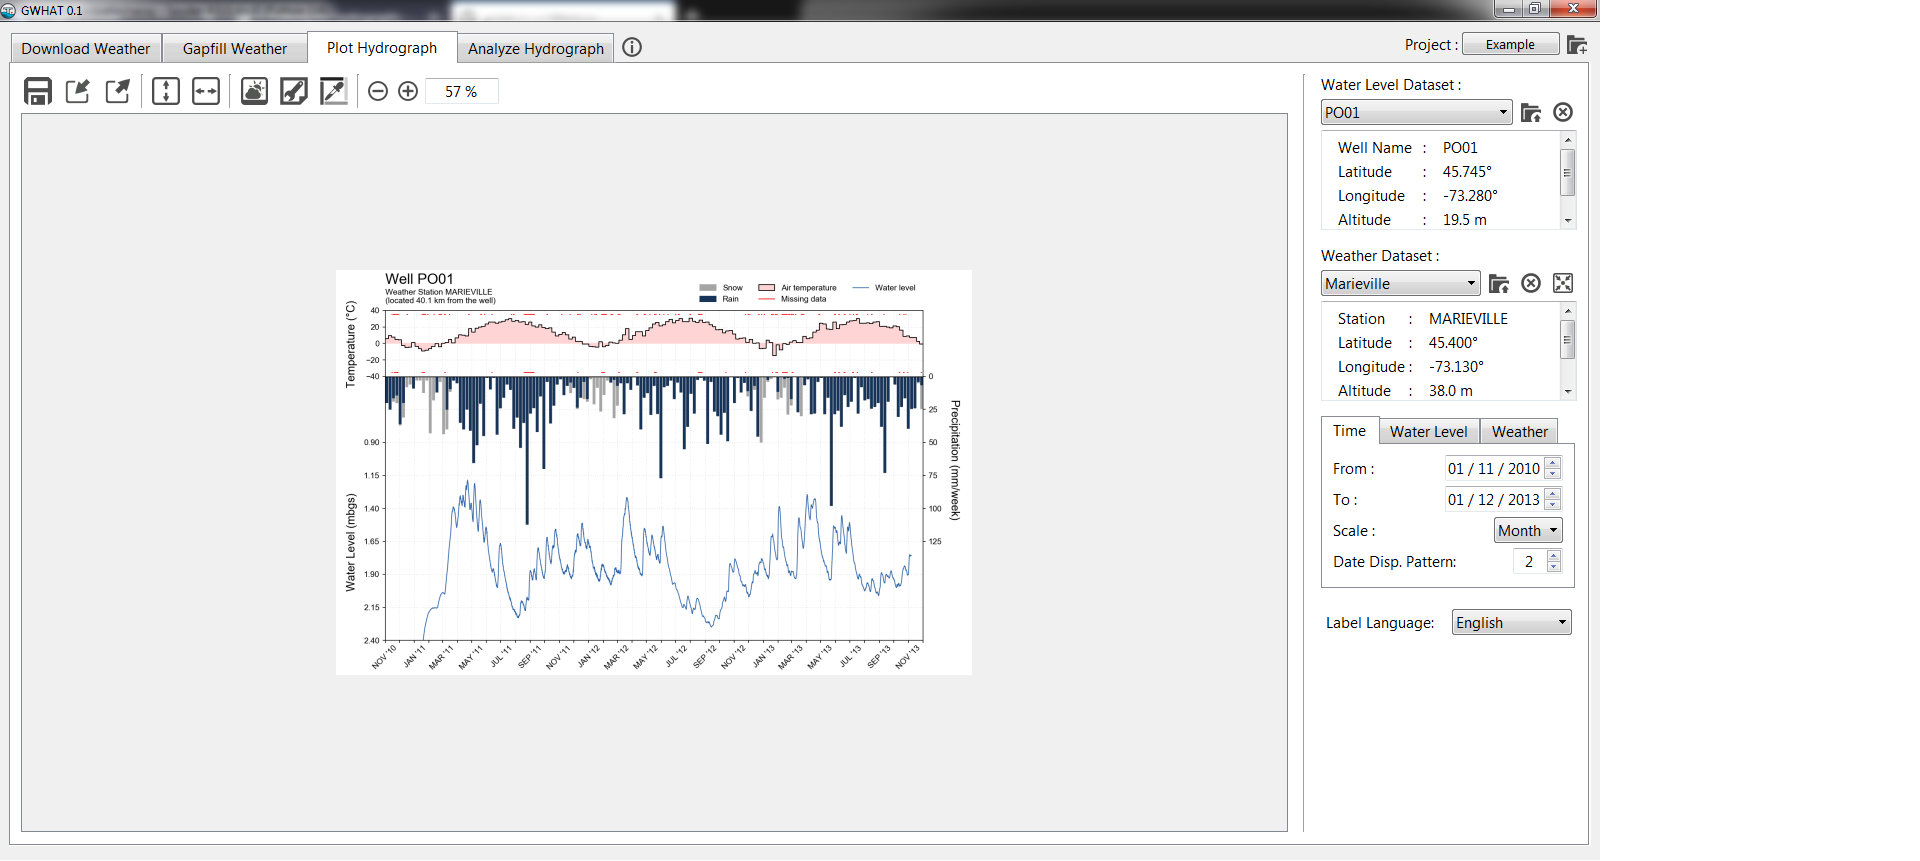 GWHAT 0.1
Download Weather
Gapfill Weather
Plot Hydrograph
Analyze Hydrograph
Project :
Example
57 %
Well PO01
Weather Station MARIEVILLE
(located 40.1 km from the well)
Snow
Rain
Air temperature
Missing data
Water level
Temperature (°C)
40
20
0
−20
−40
Water Level (mbgs)
0.90
1.15
1.40
1.65
1.90
2.15
2.40
Precipitation (mm/week)
0
25
50
75
100
125
NOV '10
JAN '11
MAR '11
MAY '11
JUL '11
SEP '11
NOV '11
JAN '12
MAR '12
MAY '12
JUL '12
SEP '12
NOV '12
JAN '13
MAR '13
MAY '13
JUL '13
SEP '13
NOV '13
Water Level Dataset :
PO01
Well Name : PO01
Latitude : 45.745°
Longitude : -73.280°
Altitude : 19.5 m
Weather Dataset :
Marieville
Station : MARIEVILLE
Latitude : 45.400°
Longitude : -73.130°
Altitude : 38.0 m
Time
Water Level
Weather
From : 01 / 11 / 2010
To : 01 / 12 / 2013
Scale : Month
Date Disp. Pattern: 2
Label Language: English